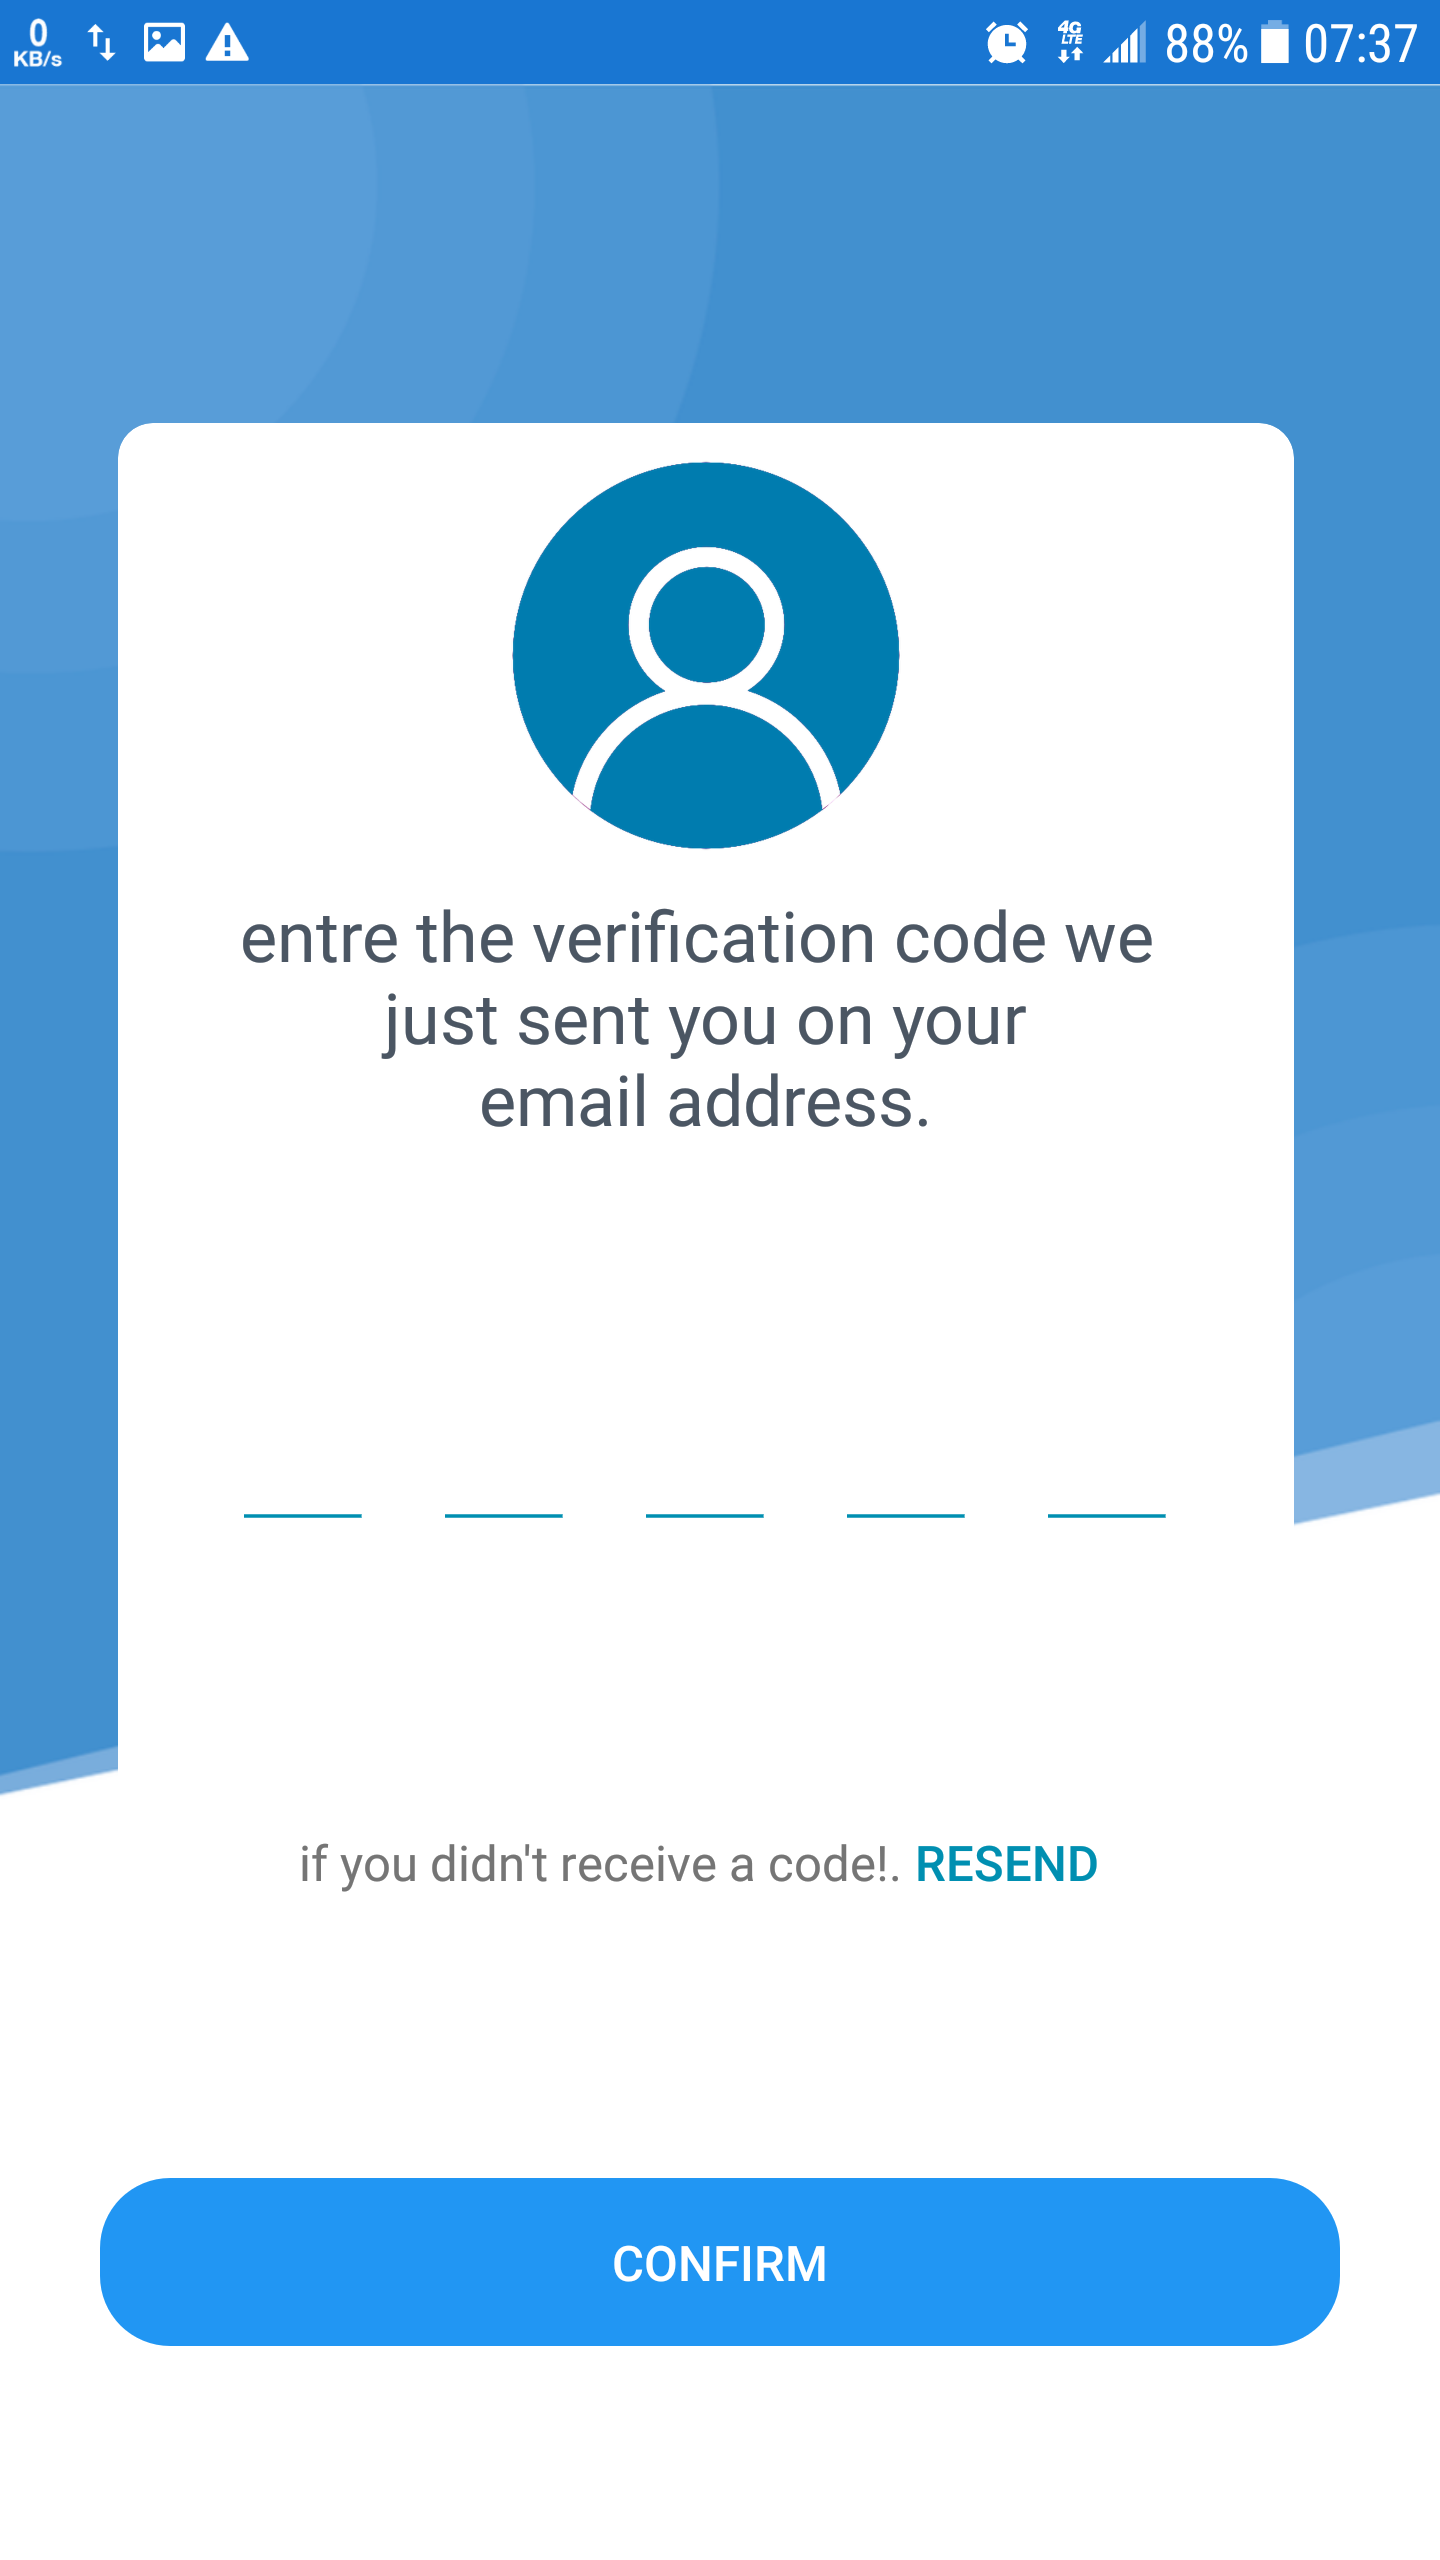 0
KB/s
4G
LTE
88%
07:37
entre the verification code we
just sent you on your
email address.
if you didn't receive a code!. RESEND
CONFIRM